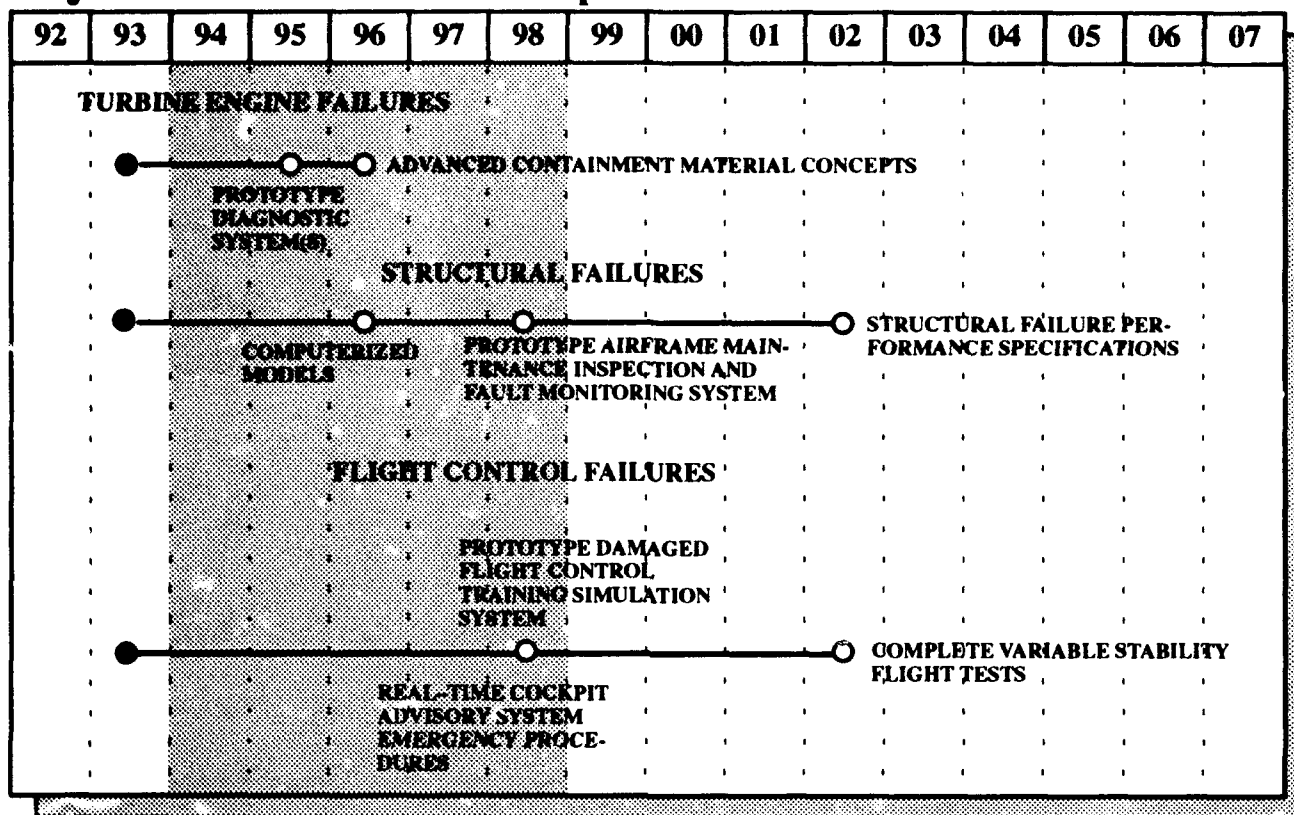 92 93 94 95 96 97 98 99 00 01 02 03 04 05 06 07
TURBINE ENGINE FAILURES
ADVANCED CONTAINMENT MATERIAL CONCEPTS
PROTOTYPE
DIAGNOSTIC
SYSTEM(S)
STRUCTURAL FAILURES
STRUCTURAL FAILURE PER-
FORMANCE SPECIFICATIONS
COMPUTERIZED
MODELS
PROTOTYPE AIRFRAME MAIN-
TENANCE INSPECTION AND
FAULT MONITORING SYSTEM
FLIGHT CONTROL FAILURES
PROTOTYPE DAMAGED
FLIGHT CONTROL
TRAINING SIMULATION
SYSTEM
COMPLETE VARIABLE STABILITY
FLIGHT TESTS
REAL-TIME COCKPIT
ADVISORY SYSTEM
EMERGENCY PROCE-
DURES